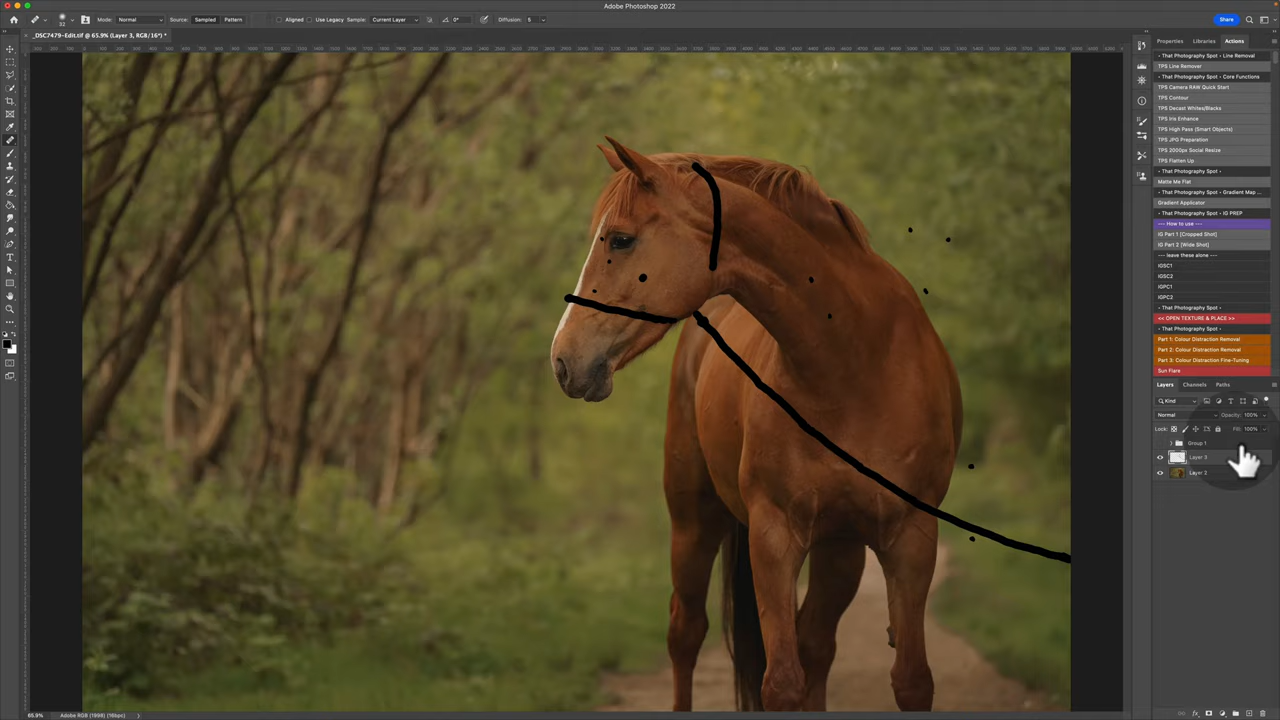 Adobe Photoshop 2022
32
Mode: Normal
Source: Sampled Pattern
Aligned
Use Legacy Sample: Current Layer
0°
Diffusion: 5
Share
_DSC7479-Edit.tif @ 65.9% (Layer 3, RGB/16*) *
Properties Libraries Actions
• That Photography Spot • Line Removal
TPS Line Remover
• That Photography Spot • Core Functions
TPS Camera RAW Quick Start
TPS Contour
TPS Decast Whites/Blacks
TPS Iris Enhance
TPS High Pass (Smart Objects)
TPS JPG Preparation
TPS 2000px Social Resize
TPS Flatten Up
• That Photography Spot •
Matte Me Flat
• That Photography Spot • Gradient Map ...
Gradient Applicator
• That Photography Spot • IG PREP
--- How to use ---
IG Part 1 [Cropped Shot]
IG Part 2 [Wide Shot]
--- leave these alone ---
IGSC1
IGSC2
IGPC1
IGPC2
• That Photography Spot •
<< OPEN TEXTURE & PLACE >>
• That Photography Spot •
Part 1: Colour Distraction Removal
Part 2: Colour Distraction Removal
Part 3: Colour Distraction Fine-Tuning
Sun Flare
Layers Channels Paths
Kind
Normal Opacity: 100%
Lock: Fill: 100%
Group 1
Layer 3
Layer 2
65.9% Adobe RGB (1998) (16bpc)